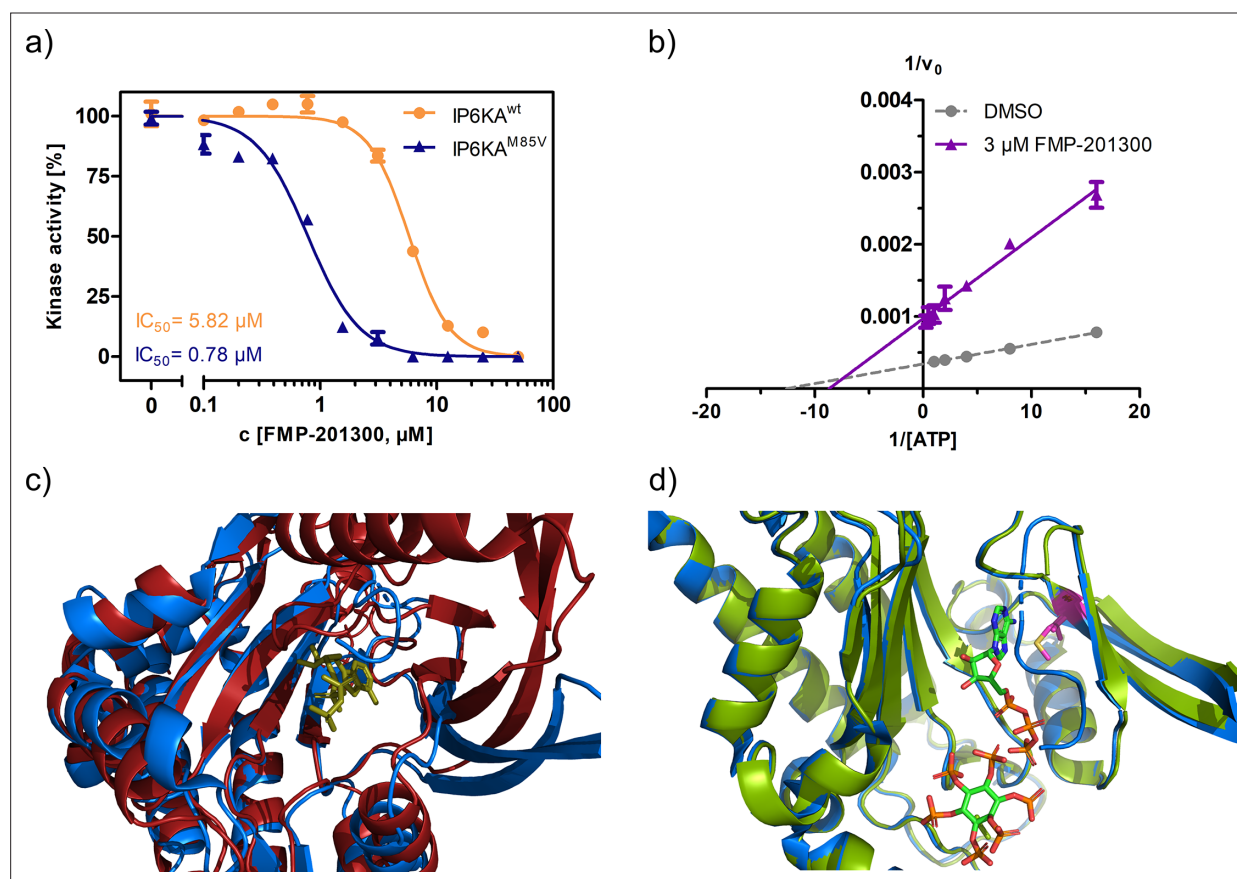 a)
Kinase activity [%]
100
75
50
25
0
IP6KAwt
IP6KAM85V
IC50= 5.82 µM
IC50= 0.78 µM
0
0.1
1
10
100
c [FMP-201300, µM]
b)
1/v0
0.004
0.003
0.002
0.001
DMSO
3 µM FMP-201300
-20
-10
0
10
20
1/[ATP]
c)
d)